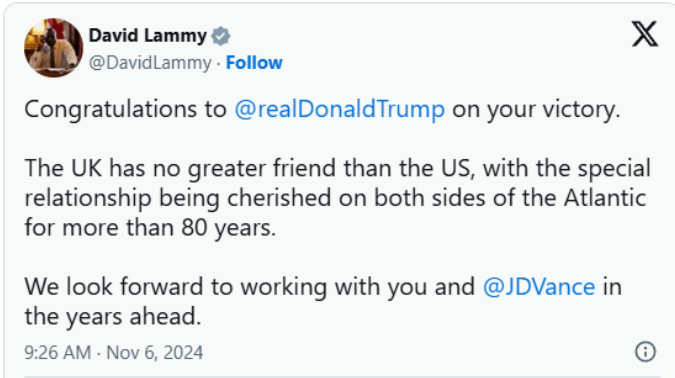 David Lammy
@DavidLammy · Follow
Congratulations to @realDonaldTrump on your victory.
The UK has no greater friend than the US, with the special
relationship being cherished on both sides of the Atlantic
for more than 80 years.
We look forward to working with you and @JDVance in
the years ahead.
9:26 AM · Nov 6, 2024